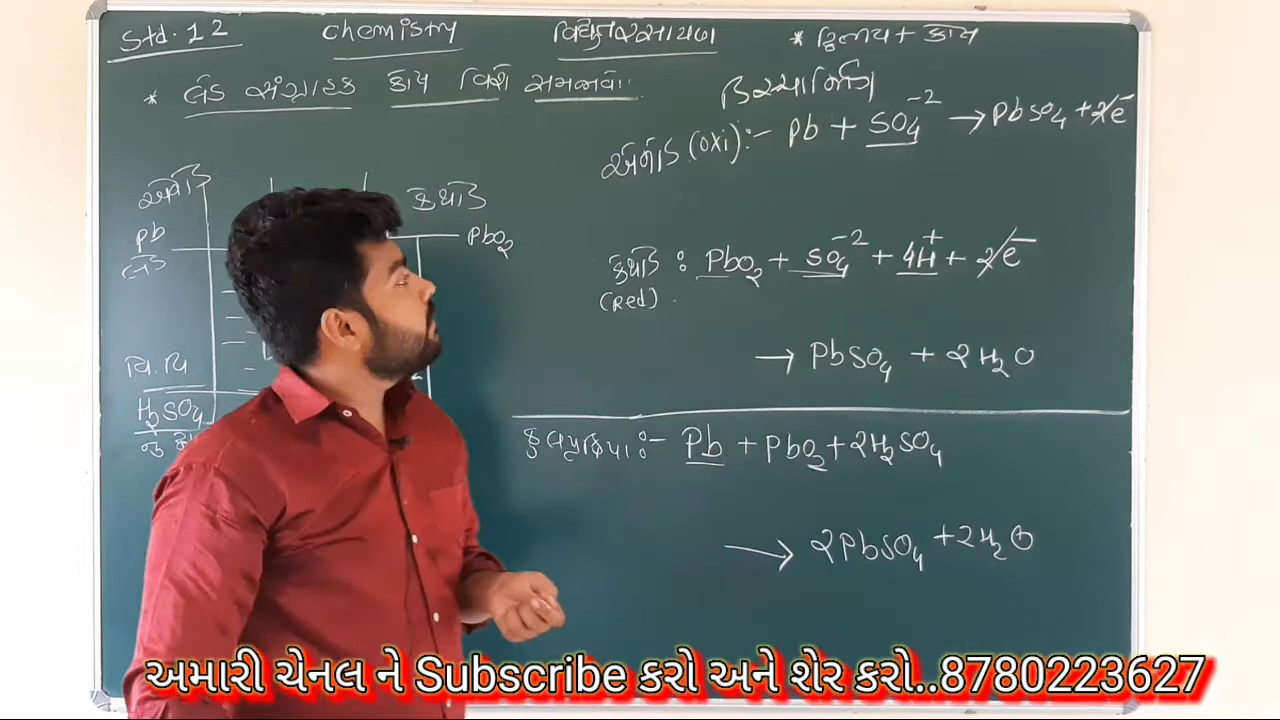 Std. 12 Chemistry વિદ્યુતરસાયણ * દ્વિતીય કોષ
* લેડ સંગ્રાહક કોષ વિશે સમજાવો.
એનોડ
Pb
લેડ
કેથોડ
PbO₂
વિ.વિ
H₂SO₄
એનોડ (oxi) :- Pb + SO₄⁻² → PbSO₄ + 2e⁻
કેથોડ : PbO₂ + SO₄⁻² + 4H⁺ + 2e⁻
(Red)
→ PbSO₄ + 2H₂O
કુલપ્રક્રિયા :- Pb + PbO₂ + 2H₂SO₄
→ 2PbSO₄ + 2H₂O
અમારી ચેનલ ને Subscribe કરો અને શેર કરો..8780223627